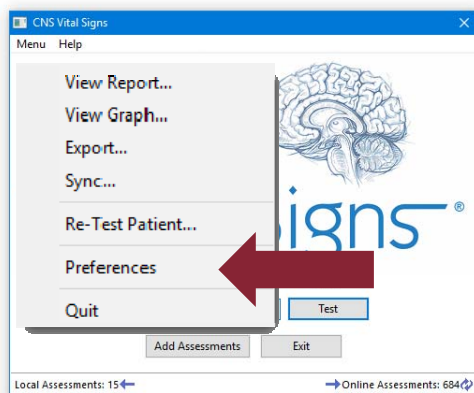 CNS Vital Signs
Menu Help
View Report...
View Graph...
Export...
Sync...
Re-Test Patient...
Preferences
Quit
igns®
Test
Add Assessments Exit
Local Assessments: 15
Online Assessments: 684